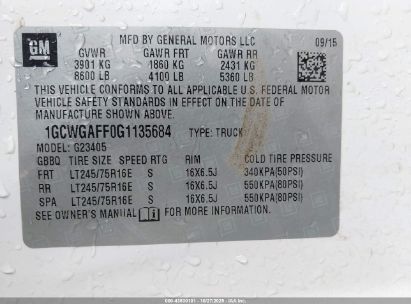 GM
MFD BY GENERAL MOTORS LLC
09/15
GVWR GAWR FRT GAWR RR
3901 KG 1860 KG 2431 KG
8600 LB 4100 LB 5360 LB
THIS VEHICLE CONFORMS TO ALL APPLICABLE U.S. FEDERAL MOTOR
VEHICLE SAFETY STANDARDS IN EFFECT ON THE DATE OF
MANUFACTURE SHOWN ABOVE.
1GCWGAFF0G1135684 TYPE: TRUCK
MODEL: G23405
GBBQ TIRE SIZE SPEED RTG RIM COLD TIRE PRESSURE
FRT LT245/75R16E S 16X6.5J 340KPA(50PSI)
RR LT245/75R16E S 16X6.5J 550KPA(80PSI)
SPA LT245/75R16E S 16X6.5J 550KPA(80PSI)
SEE OWNER'S MANUAL FOR MORE INFORMATION.